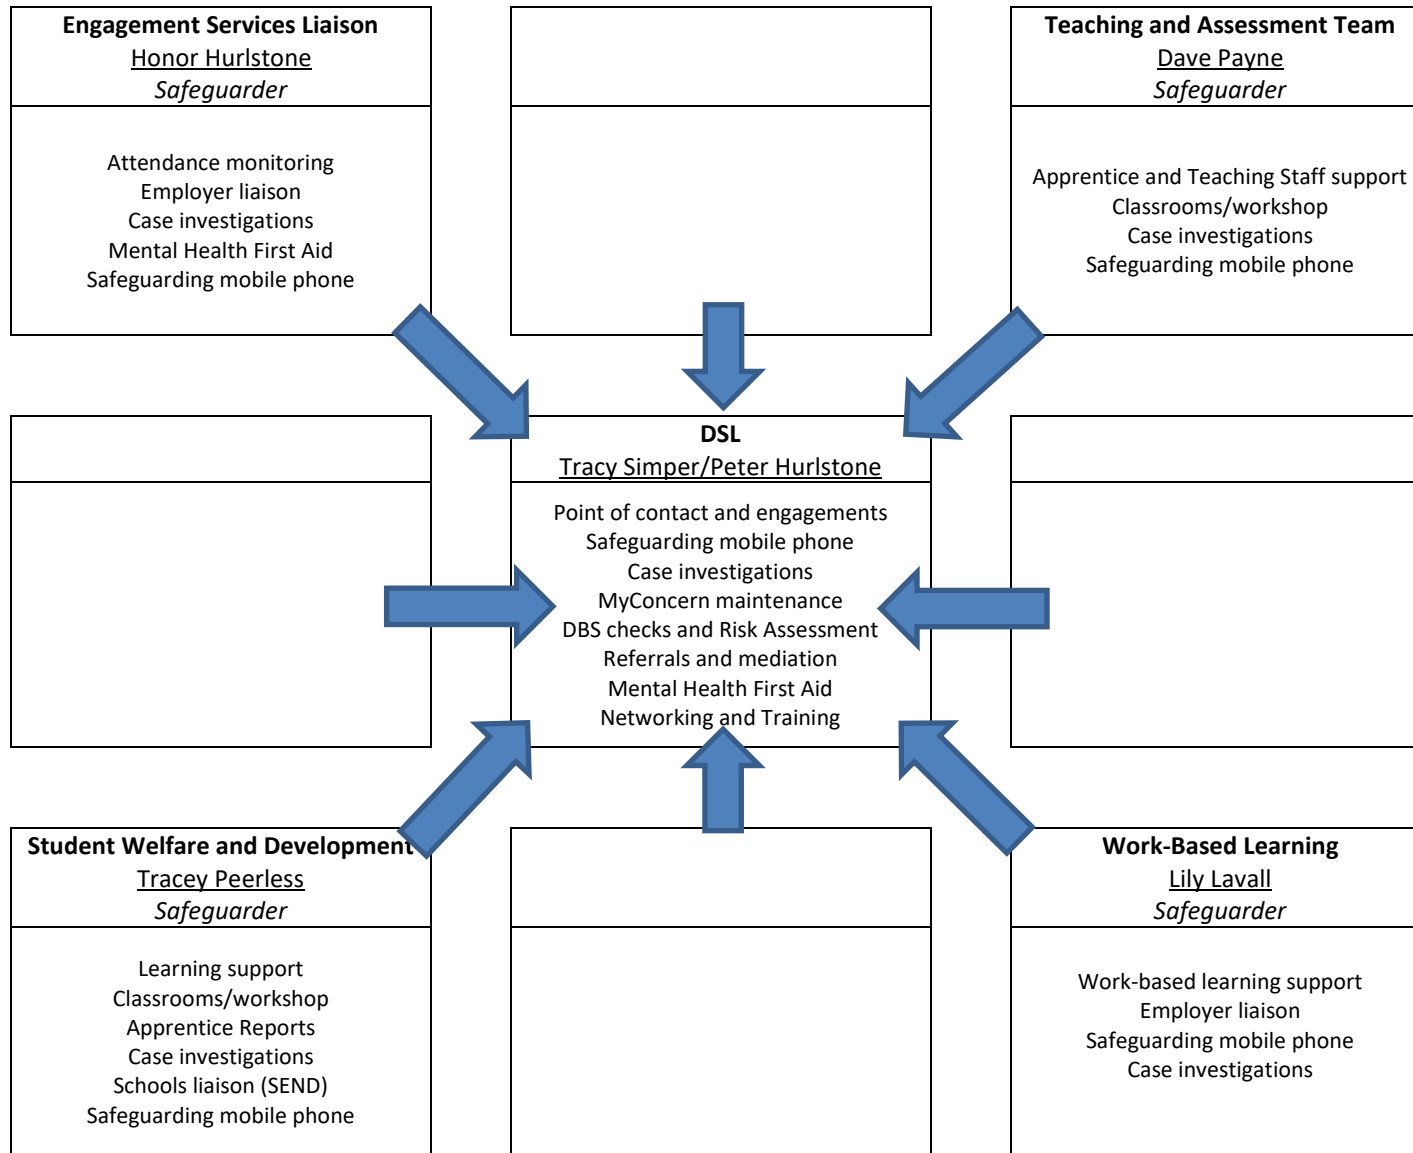 Engagement Services Liaison
Honor Hurlstone
Safeguarder
Attendance monitoring
Employer liaison
Case investigations
Mental Health First Aid
Safeguarding mobile phone
Teaching and Assessment Team
Dave Payne
Safeguarder
Apprentice and Teaching Staff support
Classrooms/workshop
Case investigations
Safeguarding mobile phone
DSL
Tracy Simper/Peter Hurlstone
Point of contact and engagements
Safeguarding mobile phone
Case investigations
MyConcern maintenance
DBS checks and Risk Assessment
Referrals and mediation
Mental Health First Aid
Networking and Training
Student Welfare and Development
Tracey Peerless
Safeguarder
Learning support
Classrooms/workshop
Apprentice Reports
Case investigations
Schools liaison (SEND)
Safeguarding mobile phone
Work-Based Learning
Lily Lavall
Safeguarder
Work-based learning support
Employer liaison
Safeguarding mobile phone
Case investigations